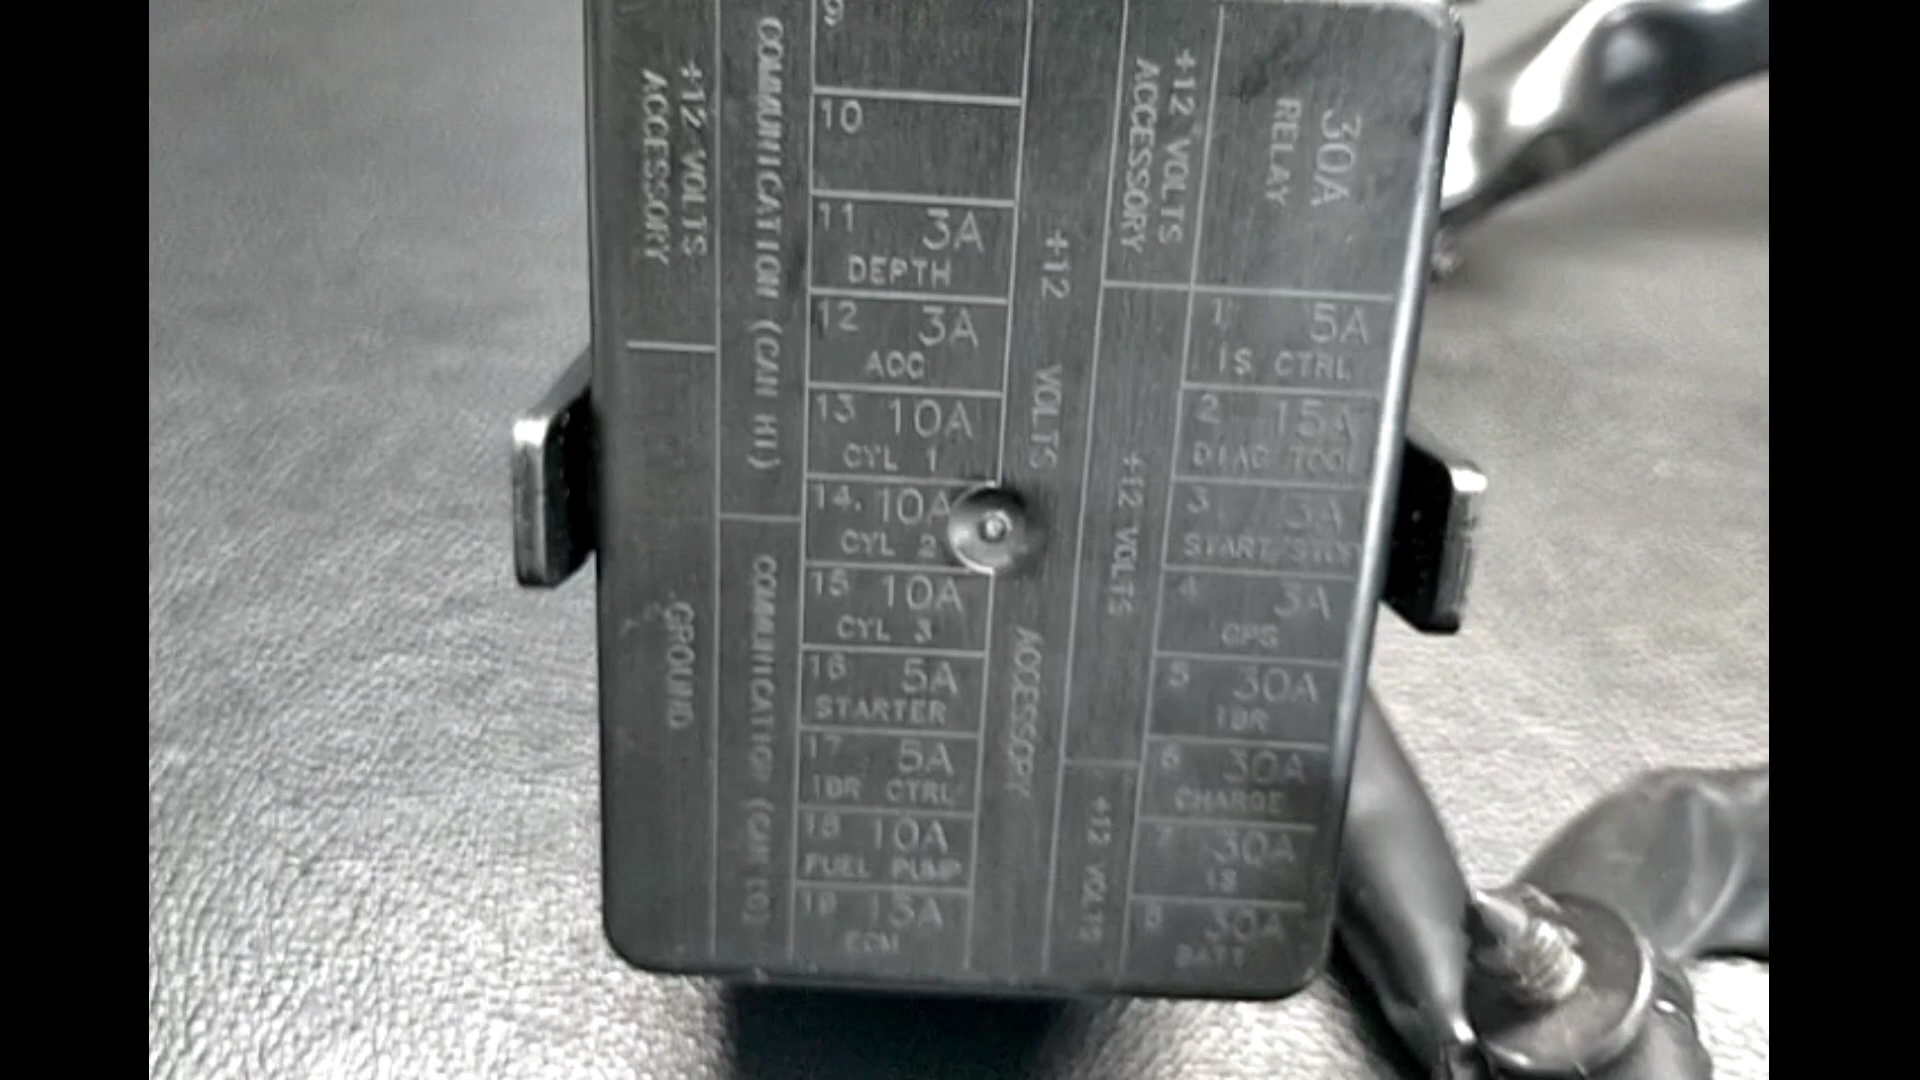 +12 VOLTS
ACCESSORY
GROUND
COMMUNICATION (CAN HI)
COMMUNICATION (CAN LO)
9
10
11 3A
DEPTH
12 3A
ACC
13 10A
CYL 1
14 10A
CYL 2
15 10A
CYL 3
16 5A
STARTER
17 5A
IBR CTRL
18 10A
FUEL PUMP
19 15A
ECM
+12 VOLTS ACCESSORY
+12 VOLTS
ACCESSORY
+12 VOLTS
+12 VOLTS
30A
RELAY
1 5A
IS CTRL
2 15A
DIAG TOOL
3 3A
START/
4 3A
GPS
5 30A
IBR
6 30A
CHARGE
7 30A
IS
8 30A
BATT